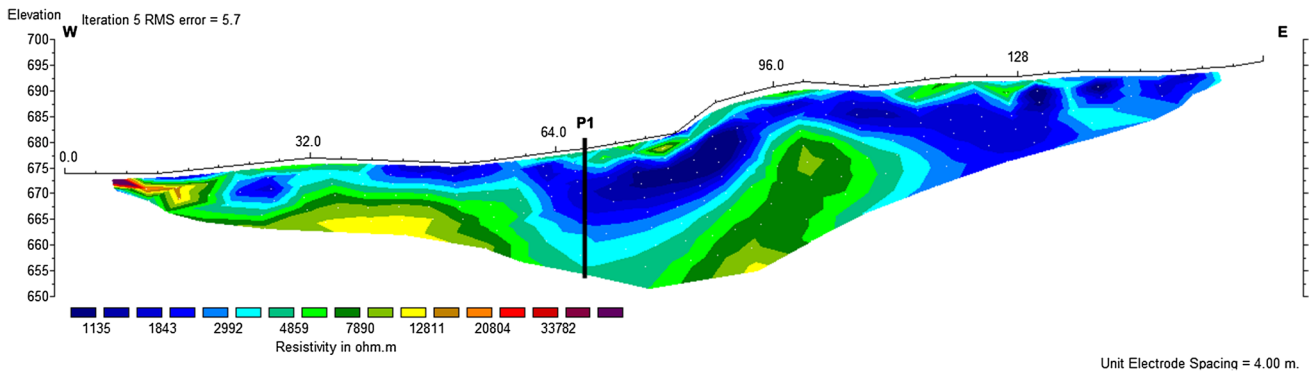 Elevation
W
Iteration 5 RMS error = 5.7
E
700
695
690
685
680
675
670
665
660
655
650
0.0
32.0
64.0
P1
96.0
128
1135 1843 2992 4859 7890 12811 20804 33782
Resistivity in ohm.m
Unit Electrode Spacing = 4.00 m.